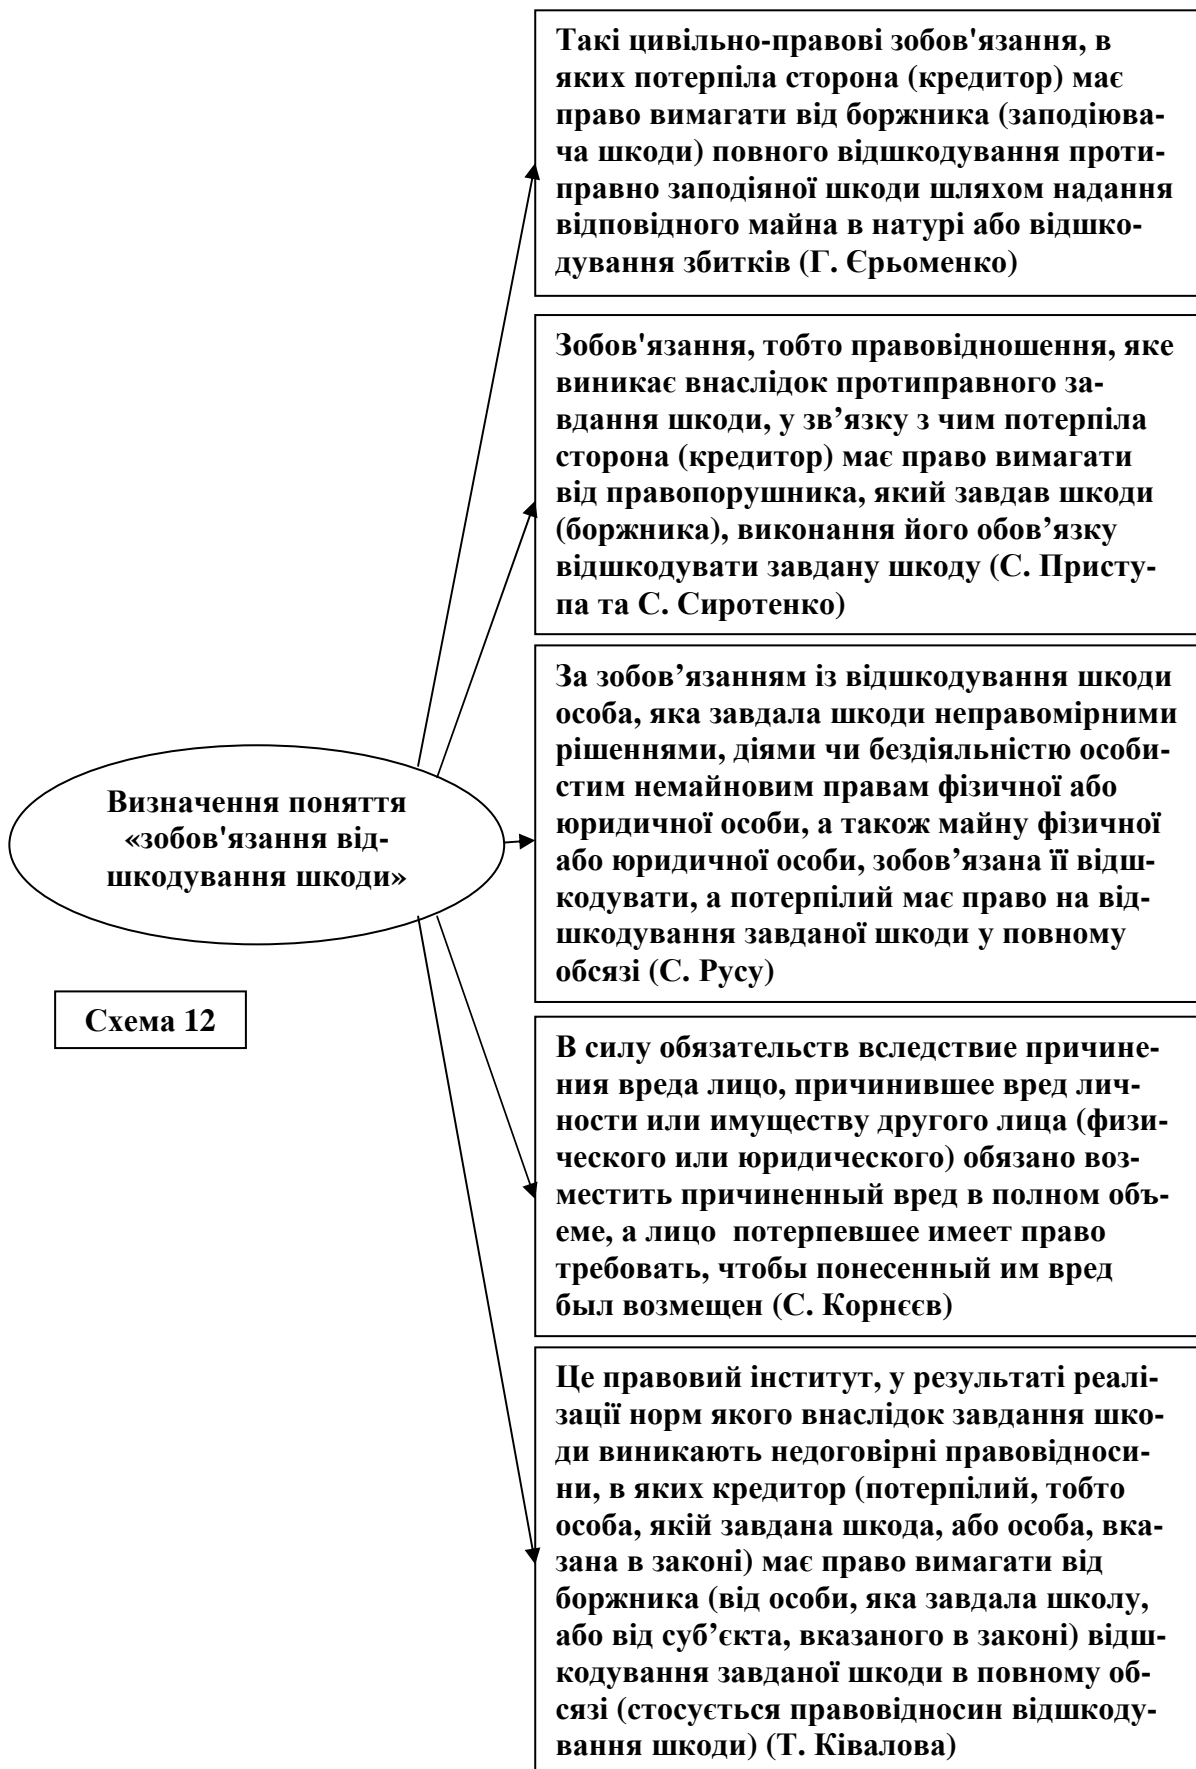 Такі цивільно-правові зобов'язання, в
яких потерпіла сторона (кредитор) має
право вимагати від боржника (заподіюва-
ча шкоди) повного відшкодування проти-
правно заподіяної шкоди шляхом надання
відповідного майна в натурі або відшко-
дування збитків (Г. Єрьоменко)
Зобов'язання, тобто правовідношення, яке
виникає внаслідок протиправного за-
вдання шкоди, у зв’язку з чим потерпіла
сторона (кредитор) має право вимагати
від правопорушника, який завдав шкоди
(боржника), виконання його обов’язку
відшкодувати завдану шкоду (С. Присту-
па та С. Сиротенко)
За зобов’язанням із відшкодування шкоди
особа, яка завдала шкоди неправомірними
рішеннями, діями чи бездіяльністю особи-
стим немайновим правам фізичної або
юридичної особи, а також майну фізичної
або юридичної особи, зобов’язана її відш-
кодувати, а потерпілий має право на від-
шкодування завданої шкоди у повному
обсязі (С. Русу)
Визначення поняття
«зобов'язання від-
шкодування шкоди»
Схема 12
В силу обязательств вследствие причине-
ния вреда лицо, причинившее вред лич-
ности или имуществу другого лица (физи-
ческого или юридического) обязано воз-
местить причиненный вред в полном объ-
еме, а лицо  потерпевшее имеет право
требовать, чтобы понесенный им вред
был возмещен (С. Корнєєв)
Це правовий інститут, у результаті реалі-
зації норм якого внаслідок завдання шко-
ди виникають недоговірні правовідноси-
ни, в яких кредитор (потерпілий, тобто
особа, якій завдана шкода, або особа, вка-
зана в законі) має право вимагати від
боржника (від особи, яка завдала школу,
або від суб’єкта, вказаного в законі) відш-
кодування завданої шкоди в повному об-
сязі (стосується правовідносин відшкоду-
вання шкоди) (Т. Ківалова)